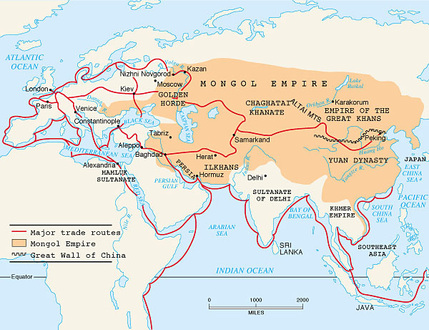 ATLANTIC
OCEAN
London
Paris
Venice
Constantinople
Nizhni Novgorod
Kazan
Moscow
Kiev
GOLDEN
HORDE
MONGOL EMPIRE
CHAGHATAI
KHANATE
ALTAI MTS.
Lake
Baikal
Karakorum
EMPIRE OF THE
GREAT KHANS
Peking
BLACK SEA
Tabriz
Aleppo
Baghdad
MEDITERRANEAN SEA
Alexandria
MAMLUK
SULTANATE
Samarkand
Herat
ILKHANS
PERSIA
Hormuz
PERSIAN
GULF
YUAN DYNASTY
JAPAN
EAST
CHINA
SEA
PACIFIC
OCEAN
Delhi
SULTANATE
OF DELHI
ARABIAN
SEA
BAY OF
BENGAL
KHMER
EMPIRE
SOUTH
CHINA
SEA
SOUTHEAST
ASIA
SRI
LANKA
INDIAN OCEAN
JAVA
Major trade routes
Mongol Empire
Great Wall of China
Equator
0 1000 2000
MILES